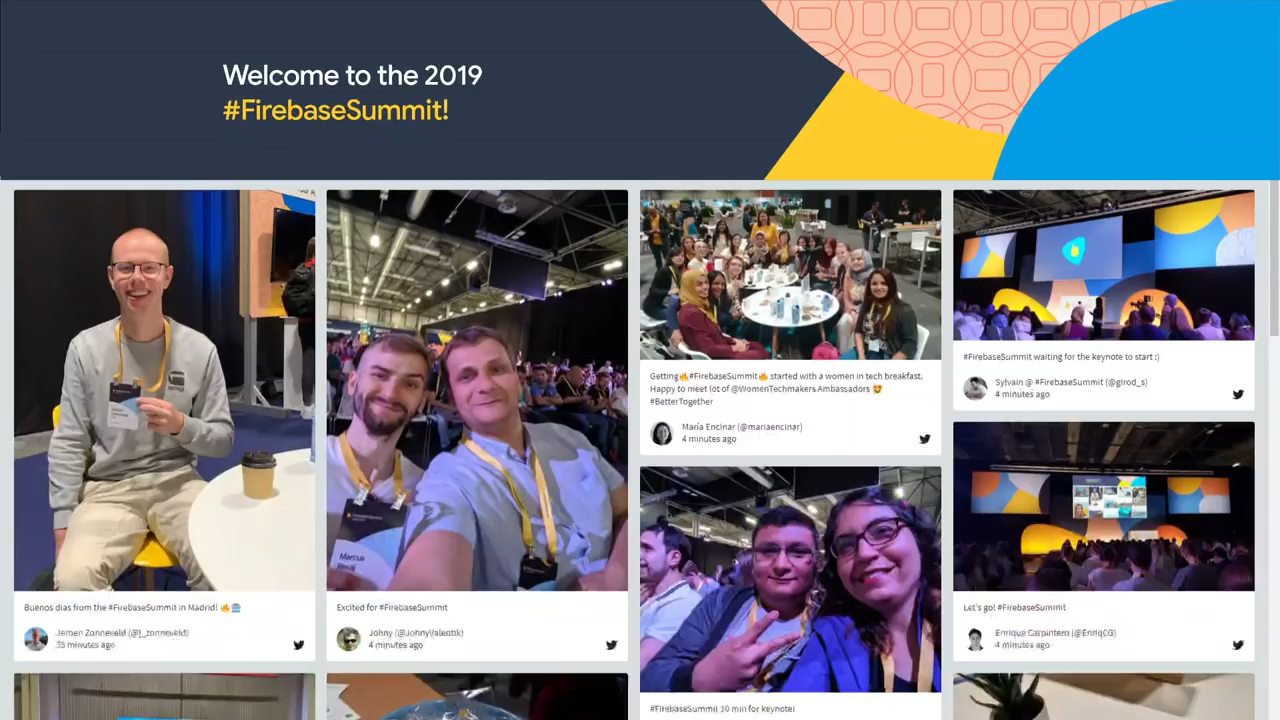 Welcome to the 2019
#FirebaseSummit!
Buenos dias from the #FirebaseSummit in Madrid! 🔥
Jeroen Zonneveld (@j_zonneveld)
35 minutes ago
Marcus
Excited for #FirebaseSummit
Johny (@JohnyValentik)
4 minutes ago
Getting🔥#FirebaseSummit🔥 started with a women in tech breakfast.
Happy to meet lot of @WomenTechmakers Ambassadors 😍
#BetterTogether
María Encinar (@mariaencinar)
4 minutes ago
#FirebaseSummit 10 min for keynote!
#FirebaseSummit waiting for the keynote to start :)
Sylvain @ #FirebaseSummit (@girod_s)
4 minutes ago
Let's go! #FirebaseSummit
Enrique Carpintero (@EnriqCG)
4 minutes ago